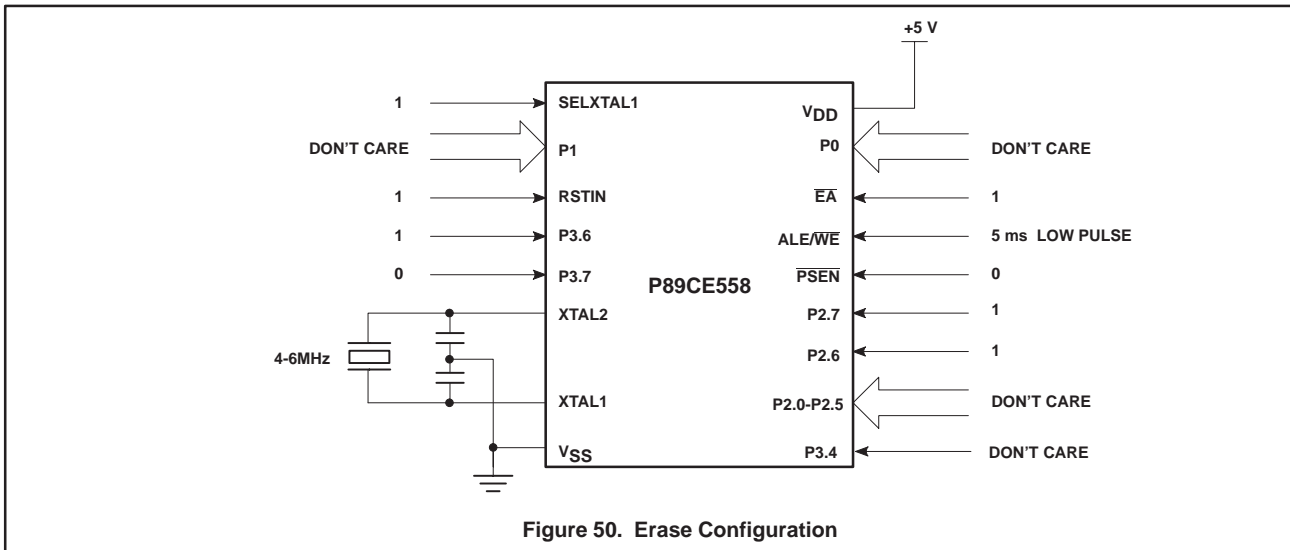 +5 V
1
SELXTAL1
VDD
DON'T CARE
P1
P0
DON'T CARE
1
RSTIN
EA
1
1
P3.6
ALE/WE
5 ms LOW PULSE
0
P3.7
P89CE558
PSEN
0
XTAL2
P2.7
1
4-6MHz
P2.6
1
XTAL1
P2.0-P2.5
DON'T CARE
VSS
P3.4
DON'T CARE
Figure 50. Erase Configuration